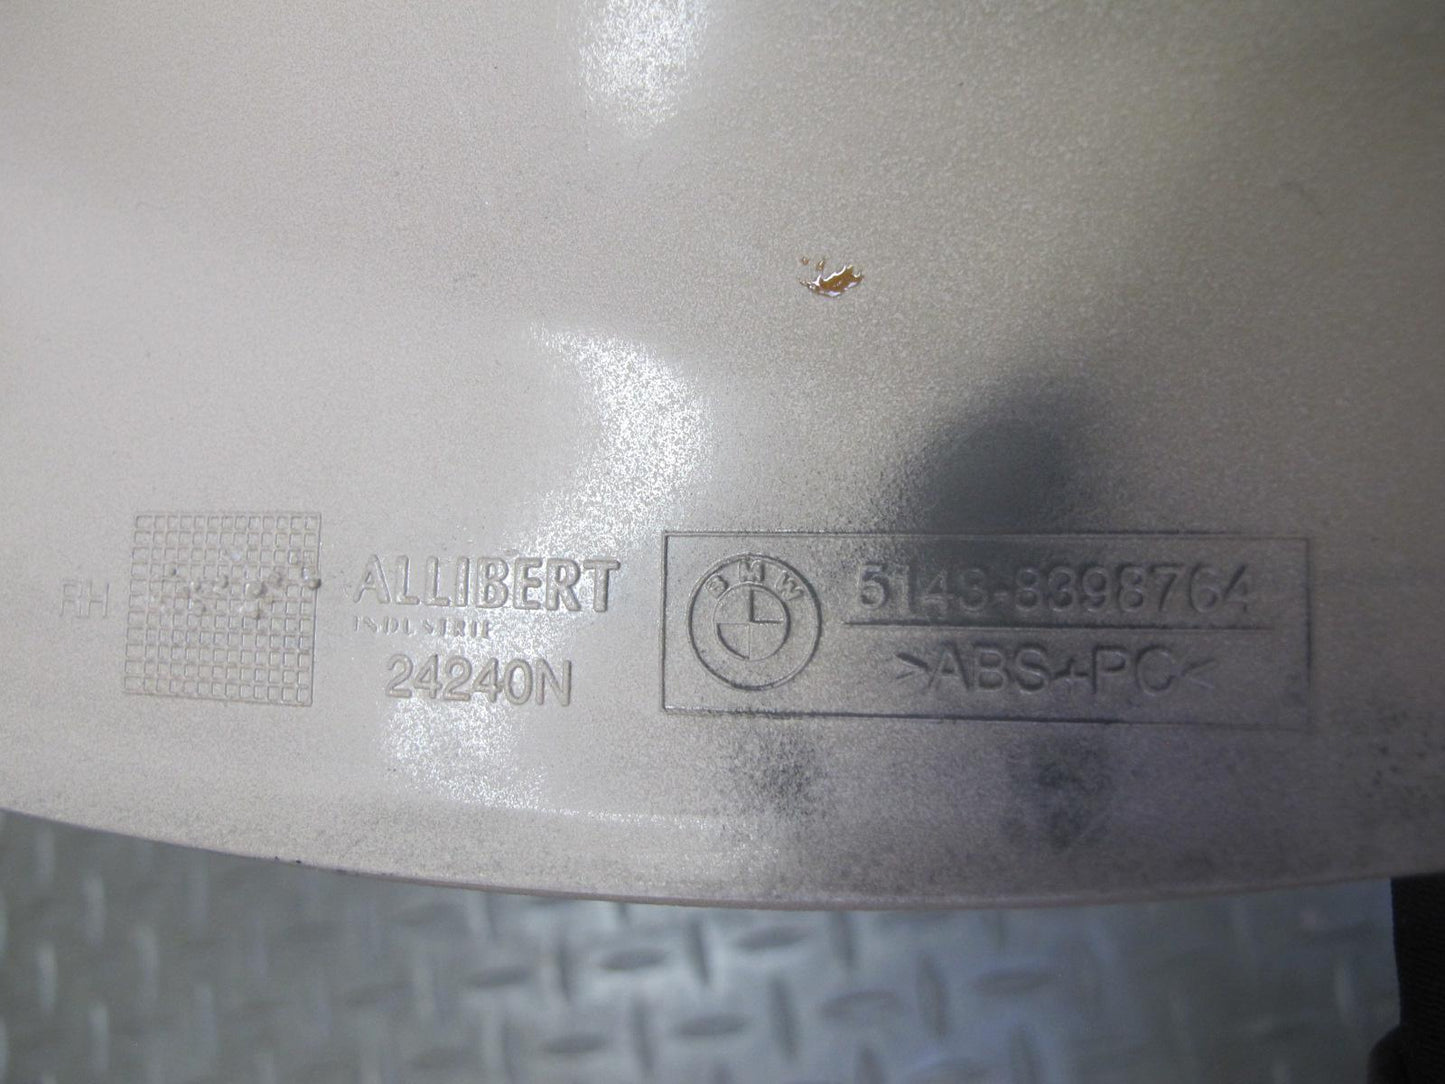 RH
ALLIBERT
INDUSTRIE
24240N
BMW
5143-8398764
>ABS+PC<